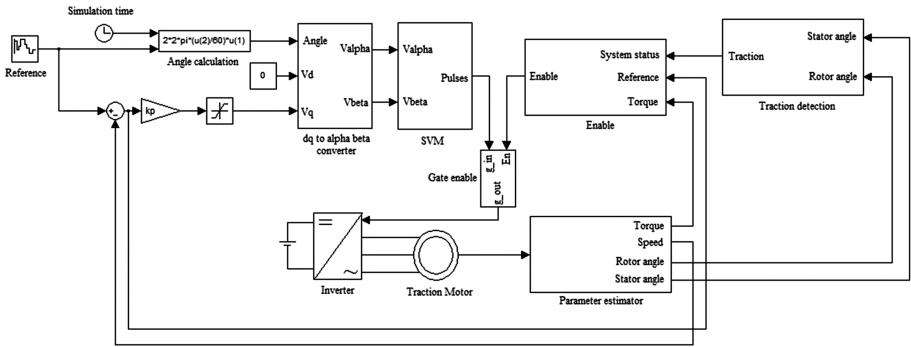 Simulation time
Reference
2*2*pi*(u(2)/60)*u(1)
Angle calculation
0
+
−
kp
Angle
Vd
Vq
Valpha
Vbeta
dq to alpha beta
converter
Valpha
Vbeta
Pulses
SVM
Gate enable
g_in
En
g_out
Enable
System status
Reference
Torque
Enable
Traction
Stator angle
Rotor angle
Traction detection
Inverter
Traction Motor
Torque
Speed
Rotor angle
Stator angle
Parameter estimator